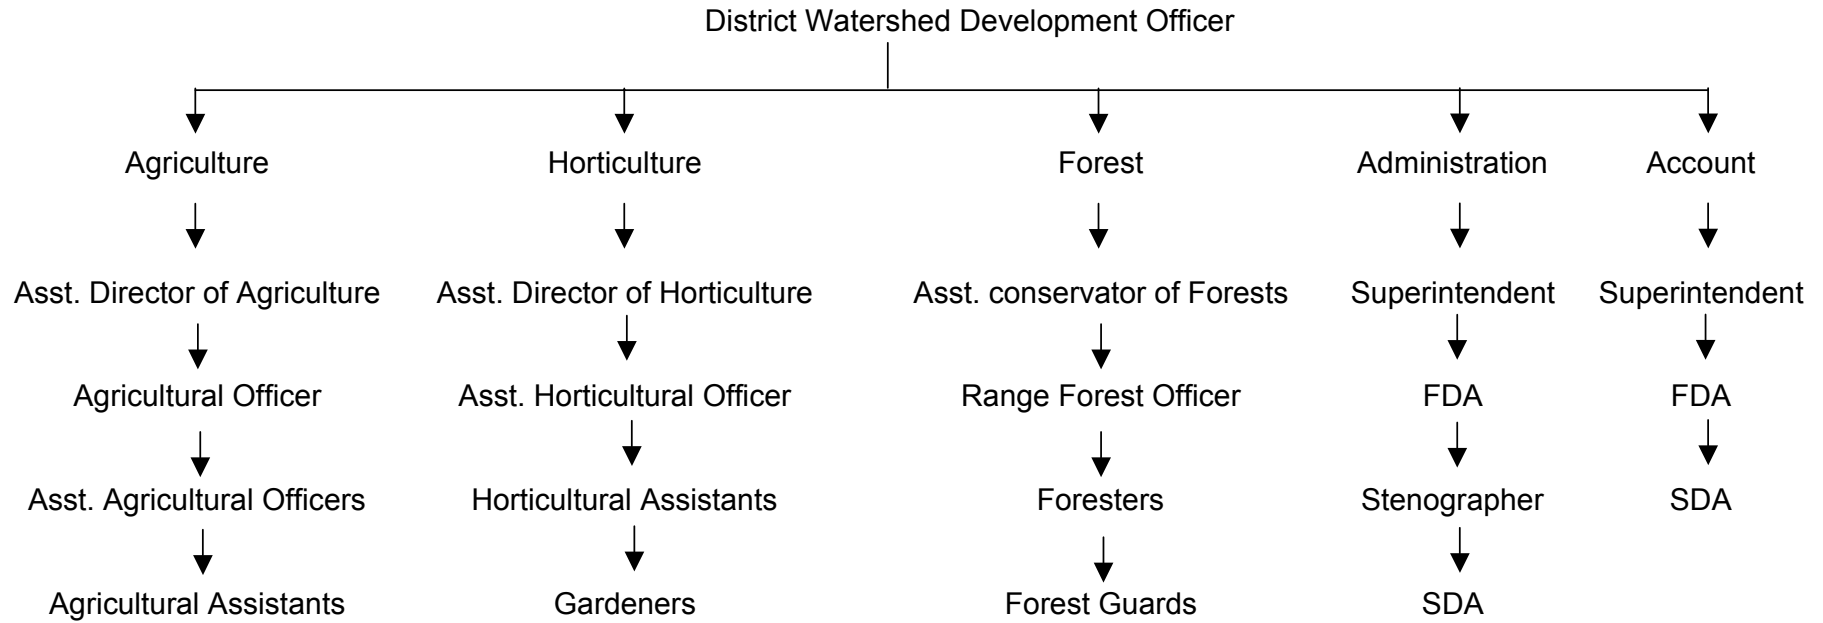 District Watershed Development Officer
Agriculture Horticulture Forest Administration Account
Asst. Director of Agriculture Asst. Director of Horticulture Asst. conservator of Forests Superintendent Superintendent
Agricultural Officer Asst. Horticultural Officer Range Forest Officer FDA FDA
Asst. Agricultural Officers Horticultural Assistants Foresters Stenographer SDA
Agricultural Assistants Gardeners Forest Guards SDA